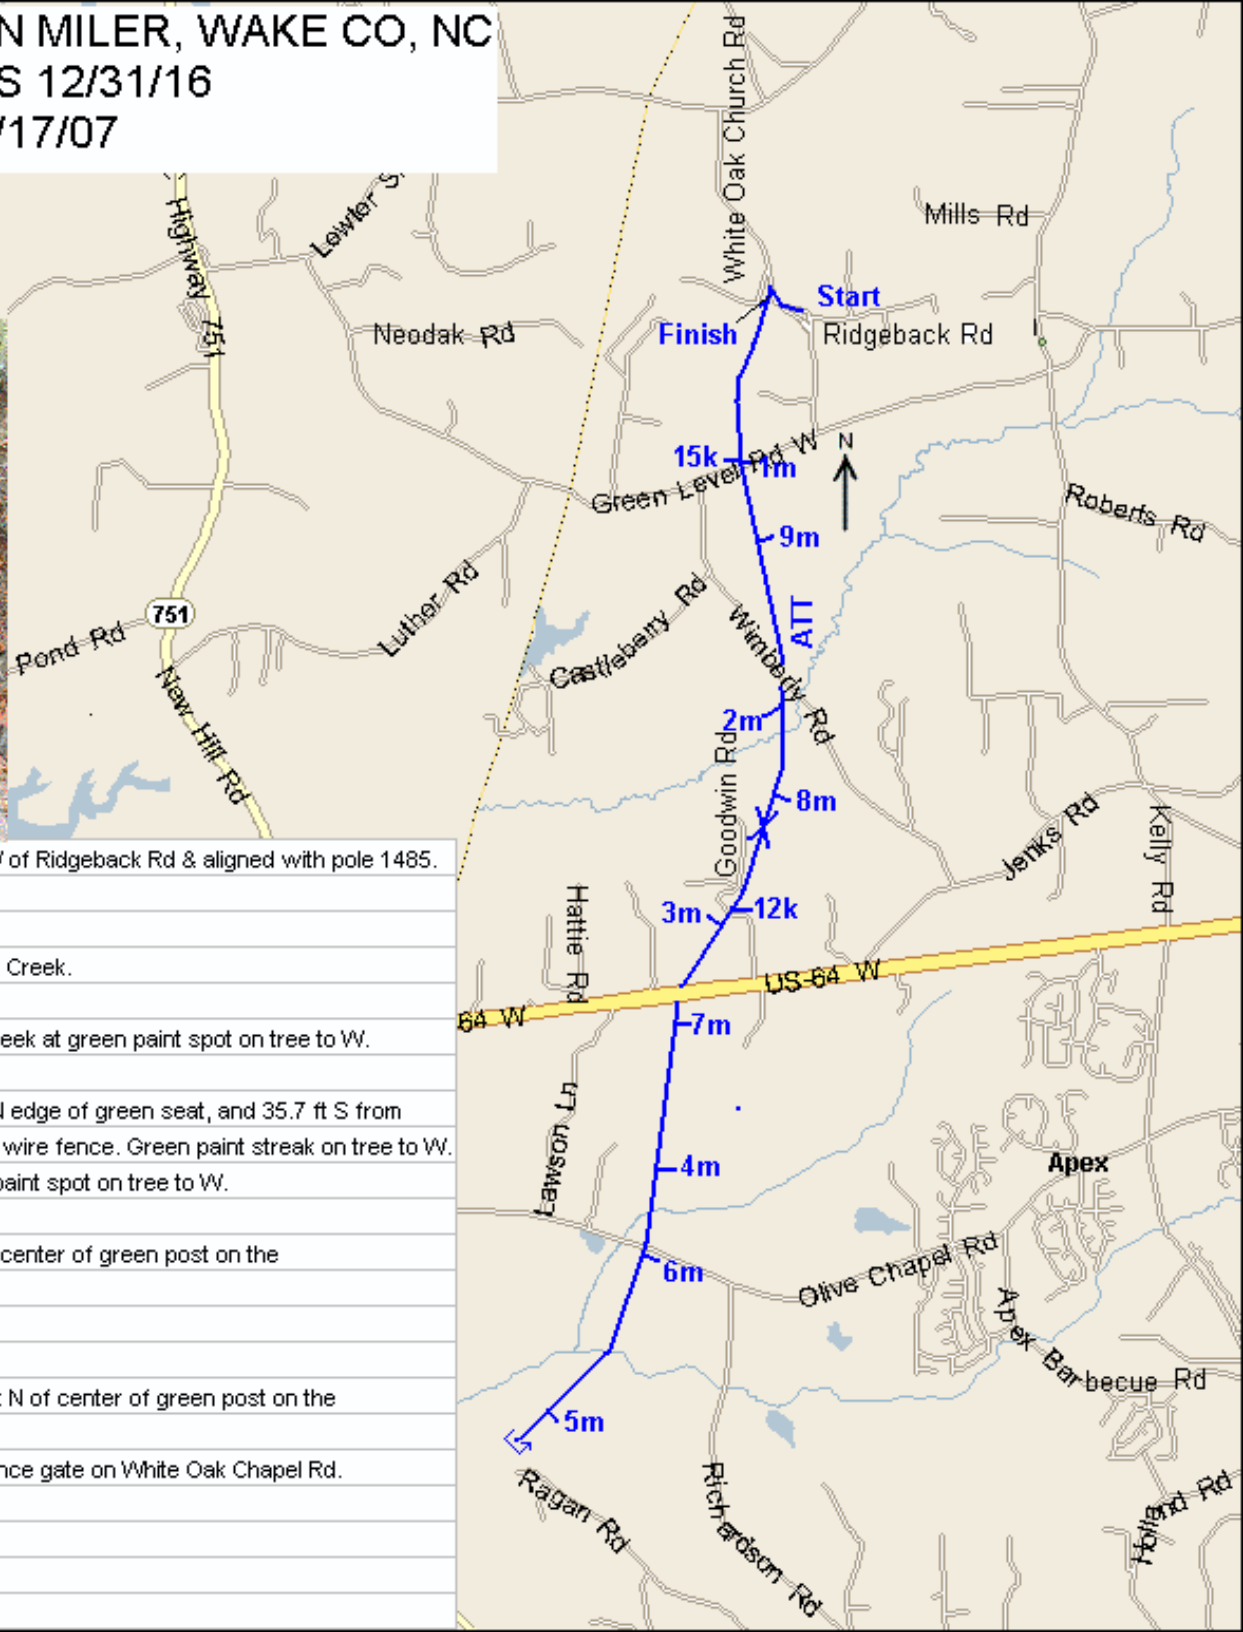 N MILER, WAKE CO, NC
S 12/31/16
/17/07
White Oak Church Rd
Mills Rd
Highway 751
Start
Finish
Neodak Rd
Ridgeback Rd
N
15k
1m
Green Level Rd W
Roberts Rd
9m
751
Pond Rd
Luther Rd
ATT
Castleberry Rd
Wimberly Rd
New Hill Rd
2m
Goodwin Rd
8m
Jenks Rd
Kelly Rd
of Ridgeback Rd & aligned with pole 1485.
Hattie Rd
3m
12k
Creek.
US-64 W
64 W
7m
eek at green paint spot on tree to W.
Lawson Ln
edge of green seat, and 35.7 ft S from
wire fence. Green paint streak on tree to W.
4m
Apex
paint spot on tree to W.
center of green post on the
6m
Olive Chapel Rd
Apex Barbecue Rd
N of center of green post on the
5m
nce gate on White Oak Chapel Rd.
Ragan Rd
Richardson Rd
Holland Rd